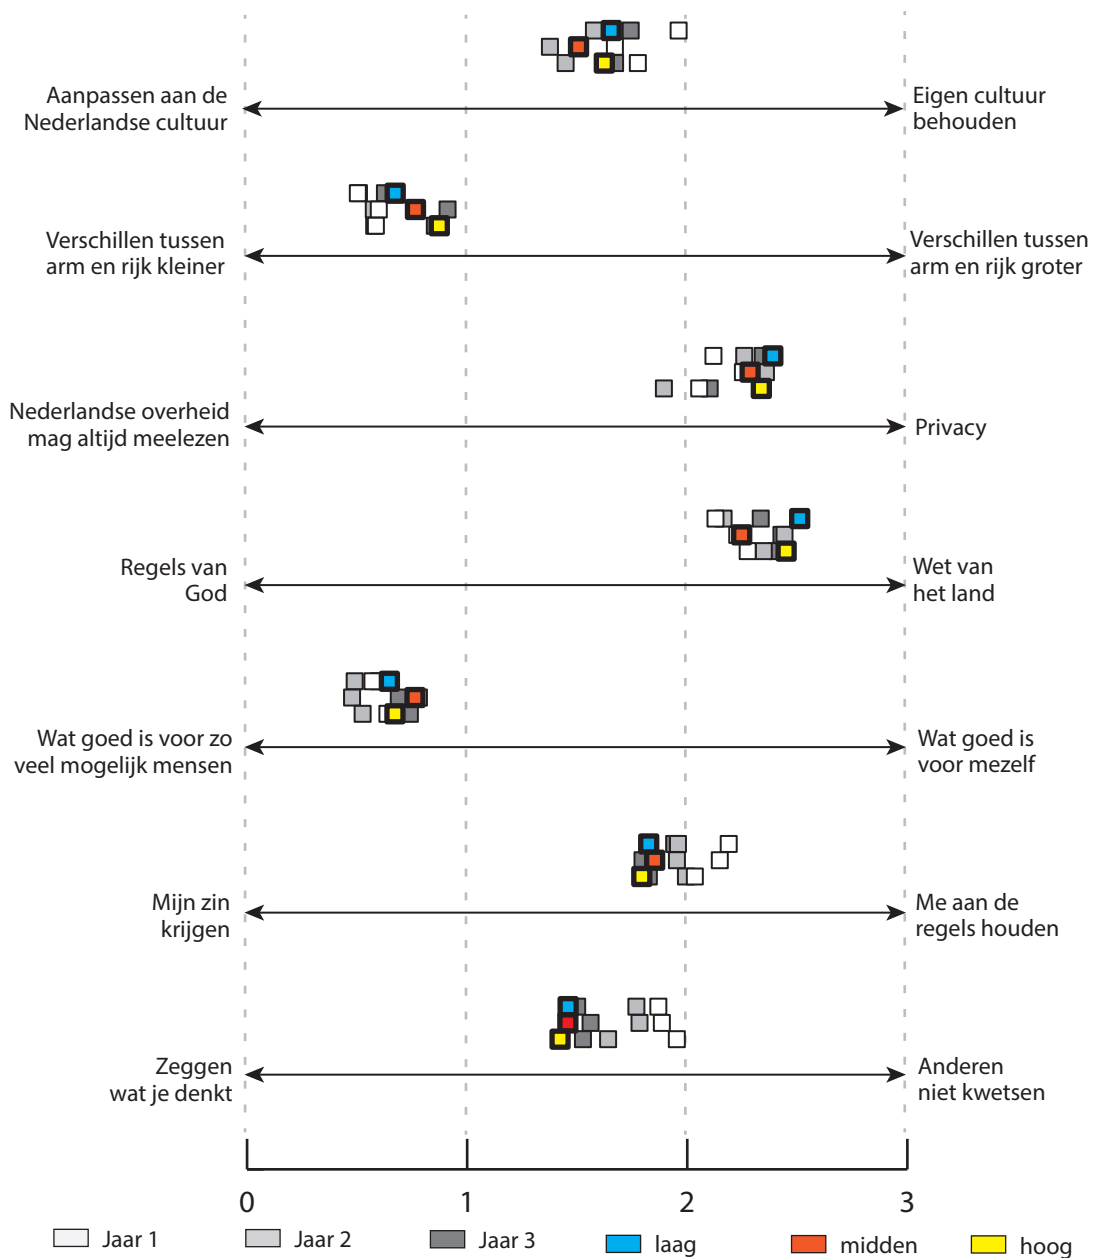 Aanpassen aan de
Nederlandse cultuur
Eigen cultuur
behouden
Verschillen tussen
arm en rijk kleiner
Verschillen tussen
arm en rijk groter
Nederlandse overheid
mag altijd meelezen
Privacy
Regels van
God
Wet van
het land
Wat goed is voor zo
veel mogelijk mensen
Wat goed is
voor mezelf
Mijn zin
krijgen
Me aan de
regels houden
Zeggen
wat je denkt
Anderen
niet kwetsen
0 1 2 3
Jaar 1 Jaar 2 Jaar 3 laag midden hoog